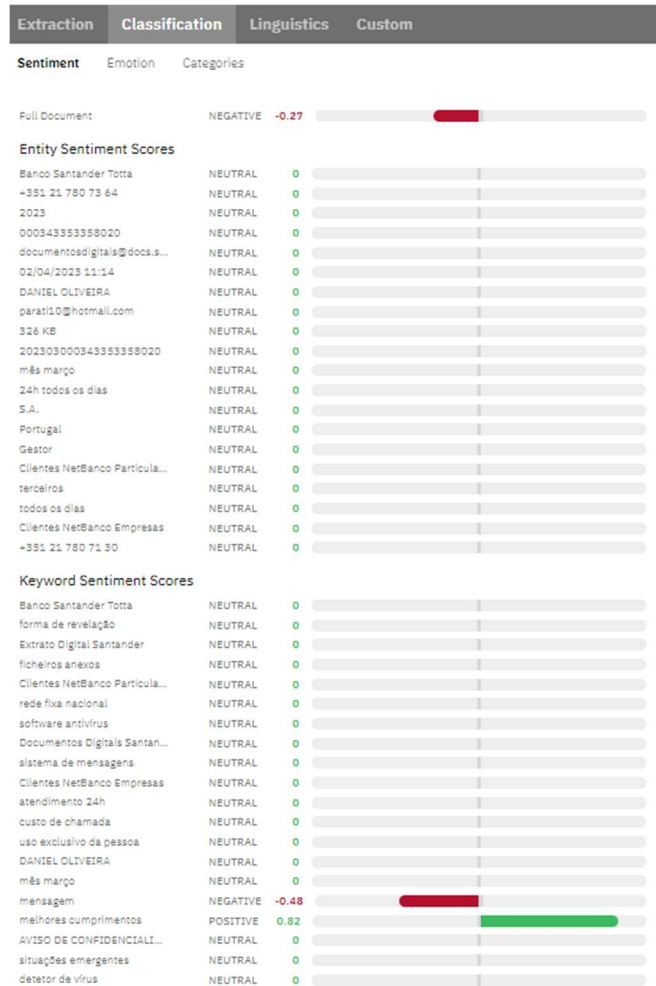 Extraction Classification Linguistics Custom
Sentiment Emotion Categories
Full Document NEGATIVE -0.27
Entity Sentiment Scores
Banco Santander Totta NEUTRAL 0
+351 21 780 73 64 NEUTRAL 0
2023 NEUTRAL 0
000343353358020 NEUTRAL 0
documentosdigitais@docs.s... NEUTRAL 0
02/04/2023 11:14 NEUTRAL 0
DANIEL OLIVEIRA NEUTRAL 0
parati10@hotmail.com NEUTRAL 0
326 KB NEUTRAL 0
202303000343353358020 NEUTRAL 0
mês março NEUTRAL 0
24h todos os dias NEUTRAL 0
S.A. NEUTRAL 0
Portugal NEUTRAL 0
Gestor NEUTRAL 0
Clientes NetBanco Particula... NEUTRAL 0
terceiros NEUTRAL 0
todos os dias NEUTRAL 0
Clientes NetBanco Empresas NEUTRAL 0
+351 21 780 71 30 NEUTRAL 0
Keyword Sentiment Scores
Banco Santander Totta NEUTRAL 0
forma de revelação NEUTRAL 0
Extrato Digital Santander NEUTRAL 0
ficheiros anexos NEUTRAL 0
Clientes NetBanco Particula... NEUTRAL 0
rede fixa nacional NEUTRAL 0
software antivírus NEUTRAL 0
Documentos Digitais Santan... NEUTRAL 0
sistema de mensagens NEUTRAL 0
Clientes NetBanco Empresas NEUTRAL 0
atendimento 24h NEUTRAL 0
custo de chamada NEUTRAL 0
uso exclusivo da pessoa NEUTRAL 0
DANIEL OLIVEIRA NEUTRAL 0
mês março NEUTRAL 0
mensagem NEGATIVE -0.48
melhores cumprimentos POSITIVE 0.82
AVISO DE CONFIDENCIALI... NEUTRAL 0
situações emergentes NEUTRAL 0
detetor de vírus NEUTRAL 0